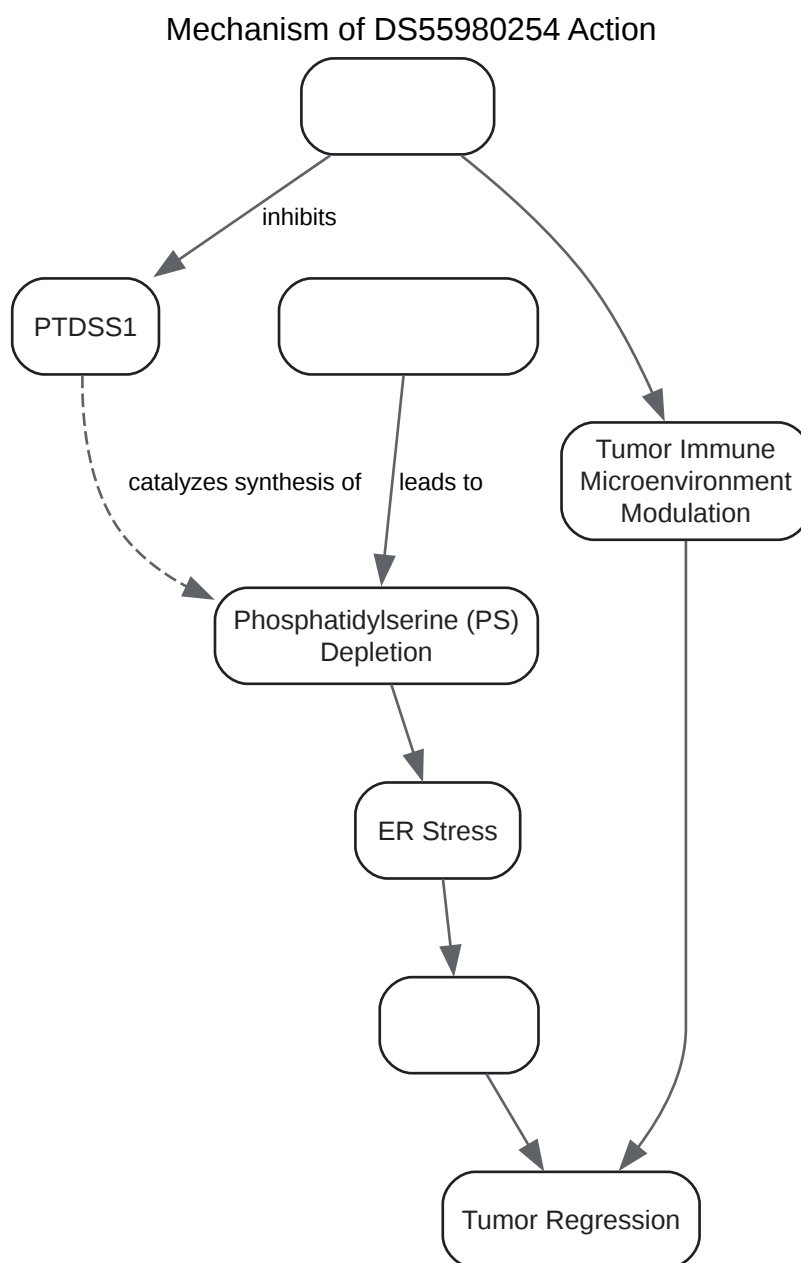 Mechanism of DS55980254 Action
inhibits
PTDSS1
catalyzes synthesis of
leads to
Tumor Immune
Microenvironment
Modulation
Phosphatidylserine (PS)
Depletion
ER Stress
Tumor Regression